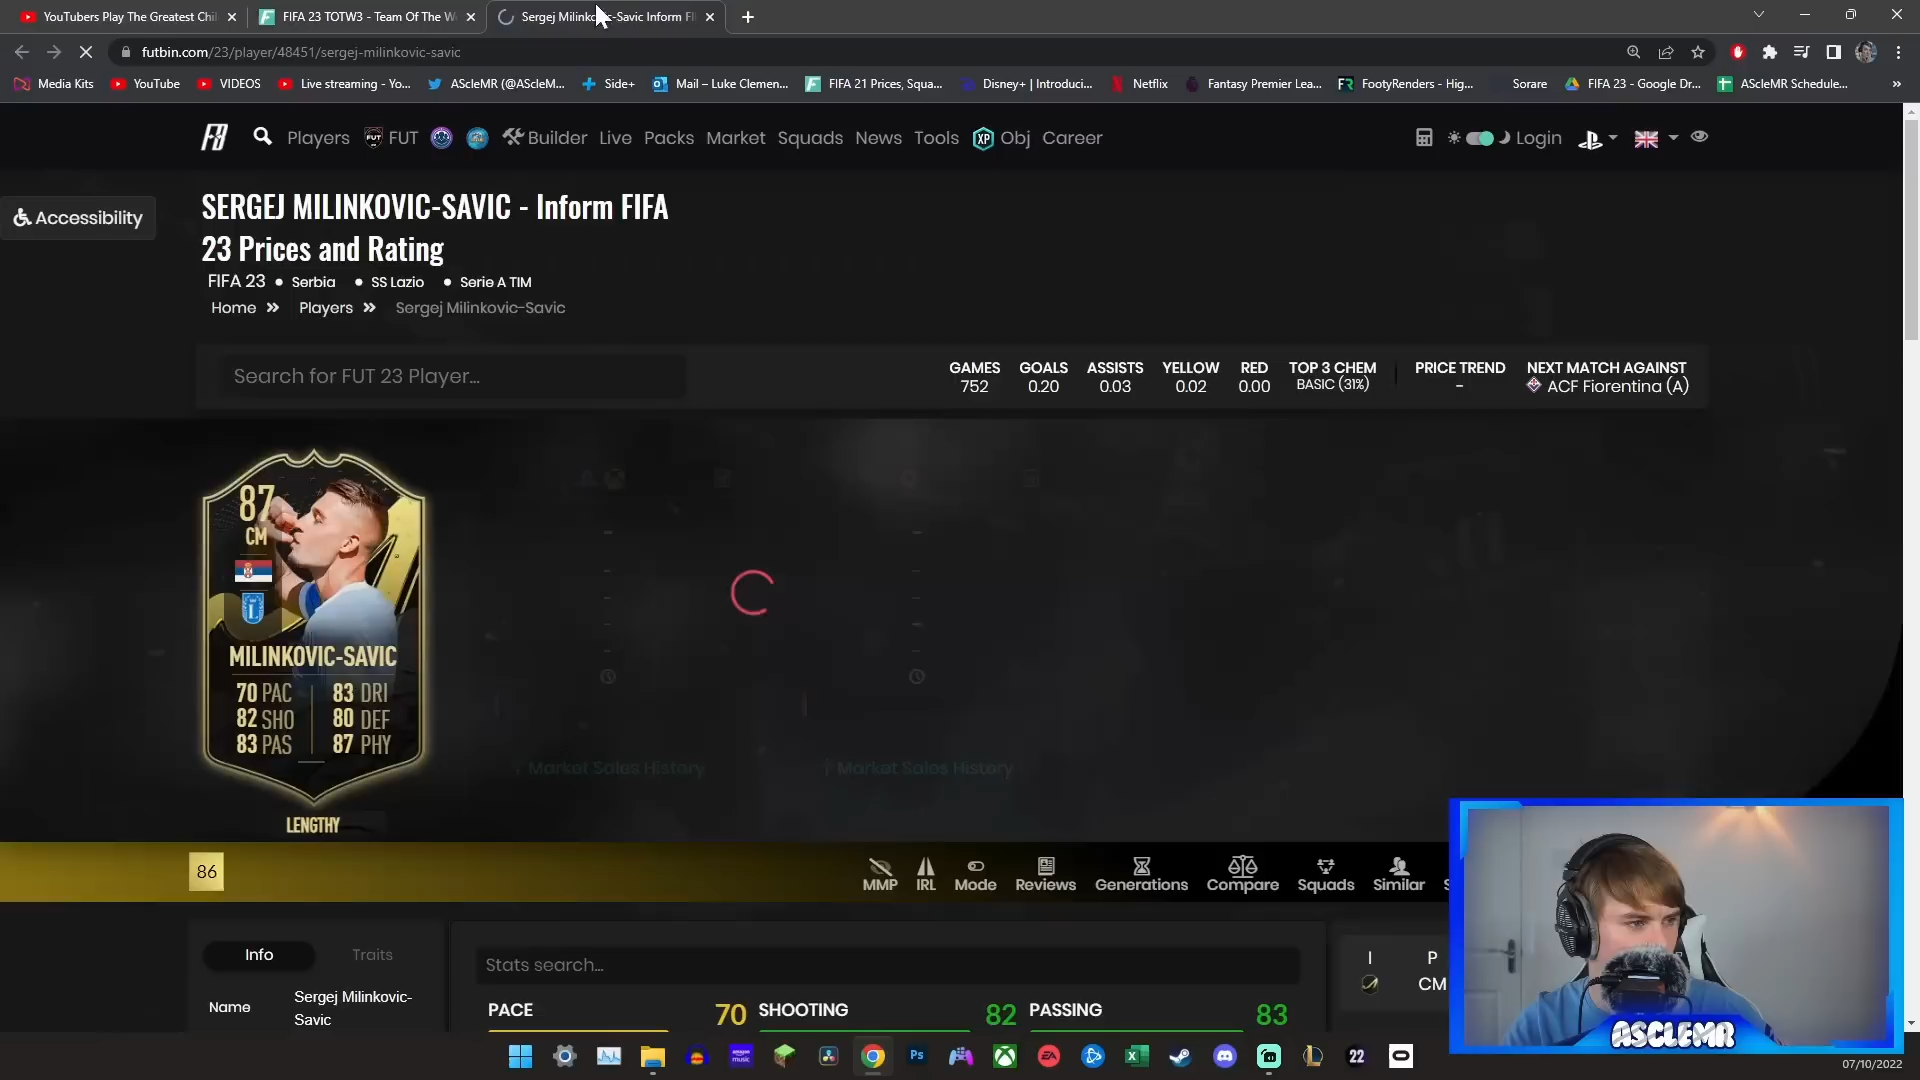 YouTubers Play The Greatest Chi
FIFA 23 TOTW3 - Team Of The W
Sergej Milinkovic-Savic Inform FI
futbin.com/23/player/48451/sergej-milinkovic-savic
Media Kits
YouTube
VIDEOS
Live streaming - Yo...
AScleMR (@AScleM...
Side+
Mail – Luke Clemen...
FIFA 21 Prices, Squa...
Disney+ | Introduci...
Netflix
Fantasy Premier Lea...
FootyRenders - Hig...
Sorare
FIFA 23 - Google Dr...
AScleMR Schedule...
Players
FUT
Builder
Live
Packs
Market
Squads
News
Tools
XP
Obj
Career
Login
Accessibility
SERGEJ MILINKOVIC-SAVIC - Inform FIFA
23 Prices and Rating
FIFA 23 • Serbia • SS Lazio • Serie A TIM
Home » Players » Sergej Milinkovic-Savic
Search for FUT 23 Player...
GAMES GOALS ASSISTS YELLOW RED TOP 3 CHEM PRICE TREND NEXT MATCH AGAINST
752 0.20 0.03 0.02 0.00 BASIC (31%) - ACF Fiorentina (A)
87
CM
MILINKOVIC-SAVIC
70 PAC 83 DRI
82 SHO 80 DEF
83 PAS 87 PHY
LENGTHY
Market Sales History
Market Sales History
86
MMP
IRL
Mode
Reviews
Generations
Compare
Squads
Similar
Info
Traits
Stats search...
I P
CM
Name
Sergej Milinkovic-
Savic
PACE 70 SHOOTING 82 PASSING 83
ASCLEMR
Ps
EA
22
07/10/2022